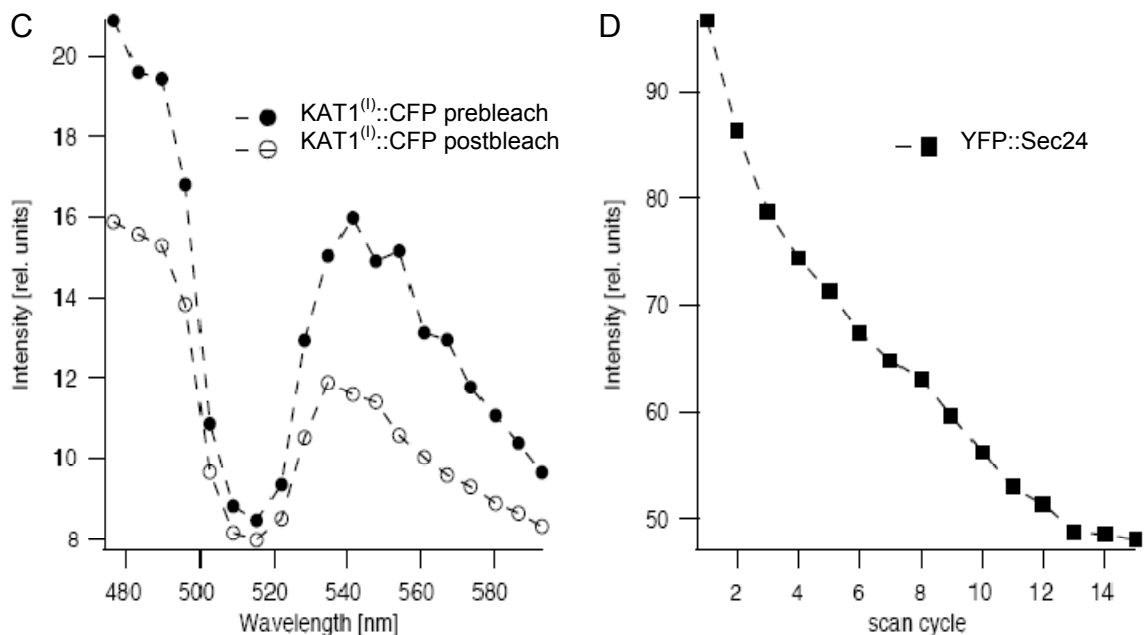 C
20
18
16
14
12
10
8
Intensity [rel. units]
KAT1(I)::CFP prebleach
KAT1(I)::CFP postbleach
480 500 520 540 560 580
Wavelength [nm]
D
90
80
70
60
50
Intensity [rel. units]
YFP::Sec24
2 4 6 8 10 12 14
scan cycle